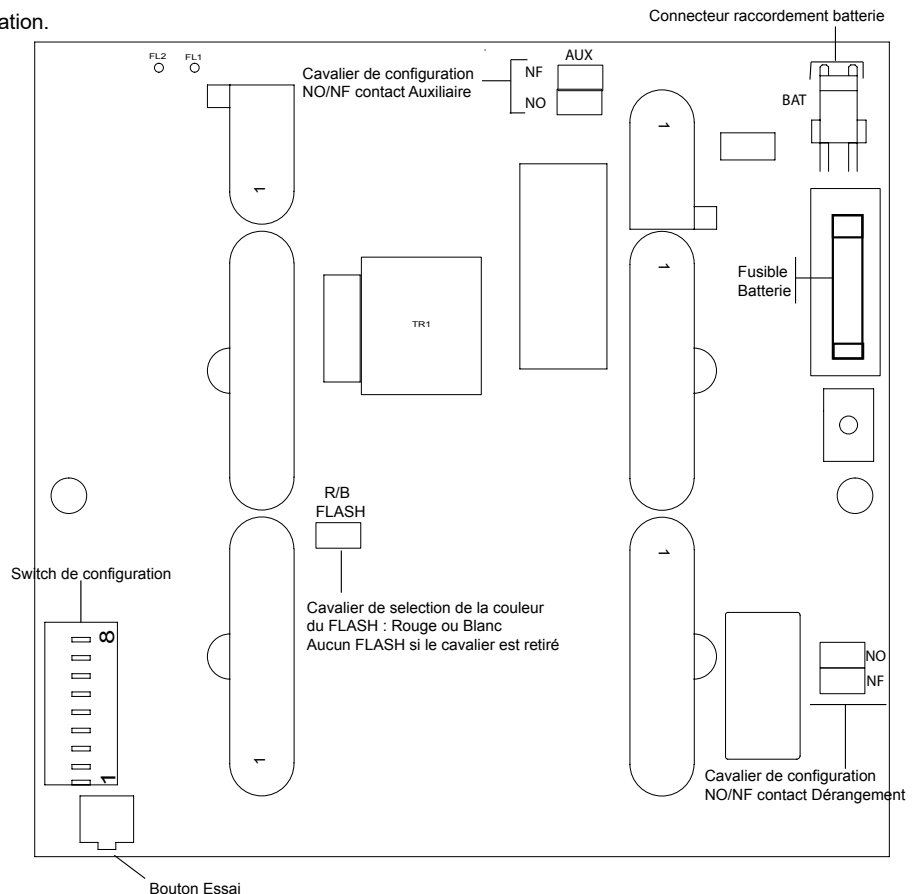 ation.
Connecteur raccordement batterie
FL2
FL1
Cavalier de configuration
NO/NF contact Auxiliaire
AUX
NF
NO
BAT
1
1
1
TR1
Fusible
Batterie
R/B
FLASH
1
Switch de configuration
Cavalier de selection de la couleur
du FLASH : Rouge ou Blanc
Aucun FLASH si le cavalier est retiré
8
1
1
NO
NF
Cavalier de configuration
NO/NF contact Dérangement
Bouton Essai